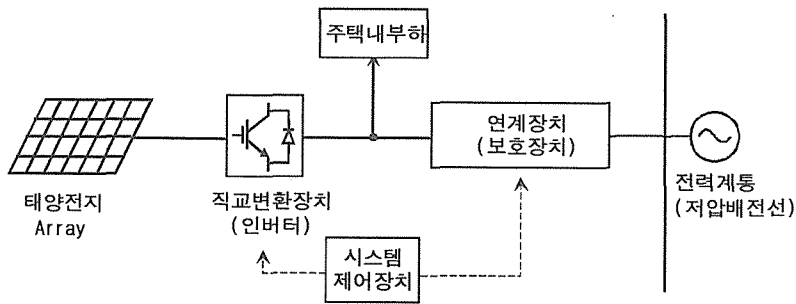 주택내부하
태양전지
Array
직교변환장치
(인버터)
연계장치
(보호장치)
시스템
제어장치
전력계통
(저압배전선)